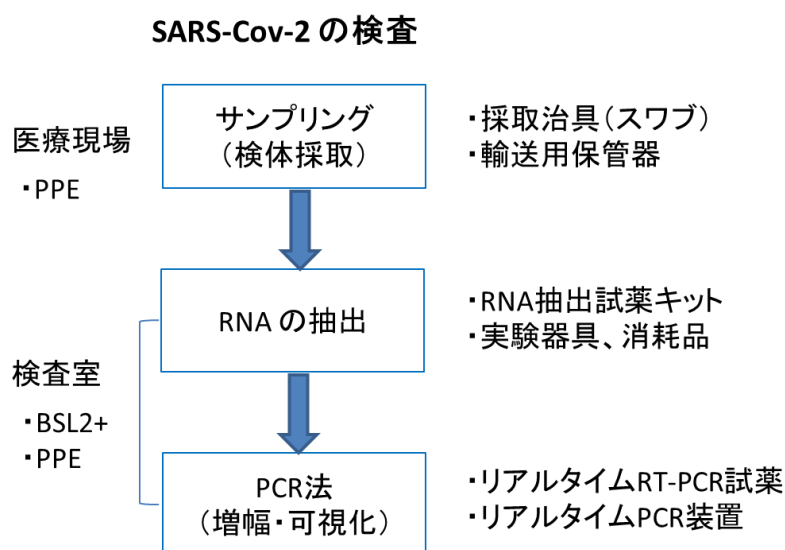 SARS-Cov-2 の検査
医療現場
・PPE
サンプリング
（検体採取）
・採取治具（スワブ）
・輸送用保管器
RNA の抽出
・RNA抽出試薬キット
・実験器具、消耗品
検査室
・BSL2+
・PPE
PCR法
（増幅・可視化）
・リアルタイムRT-PCR試薬
・リアルタイムPCR装置